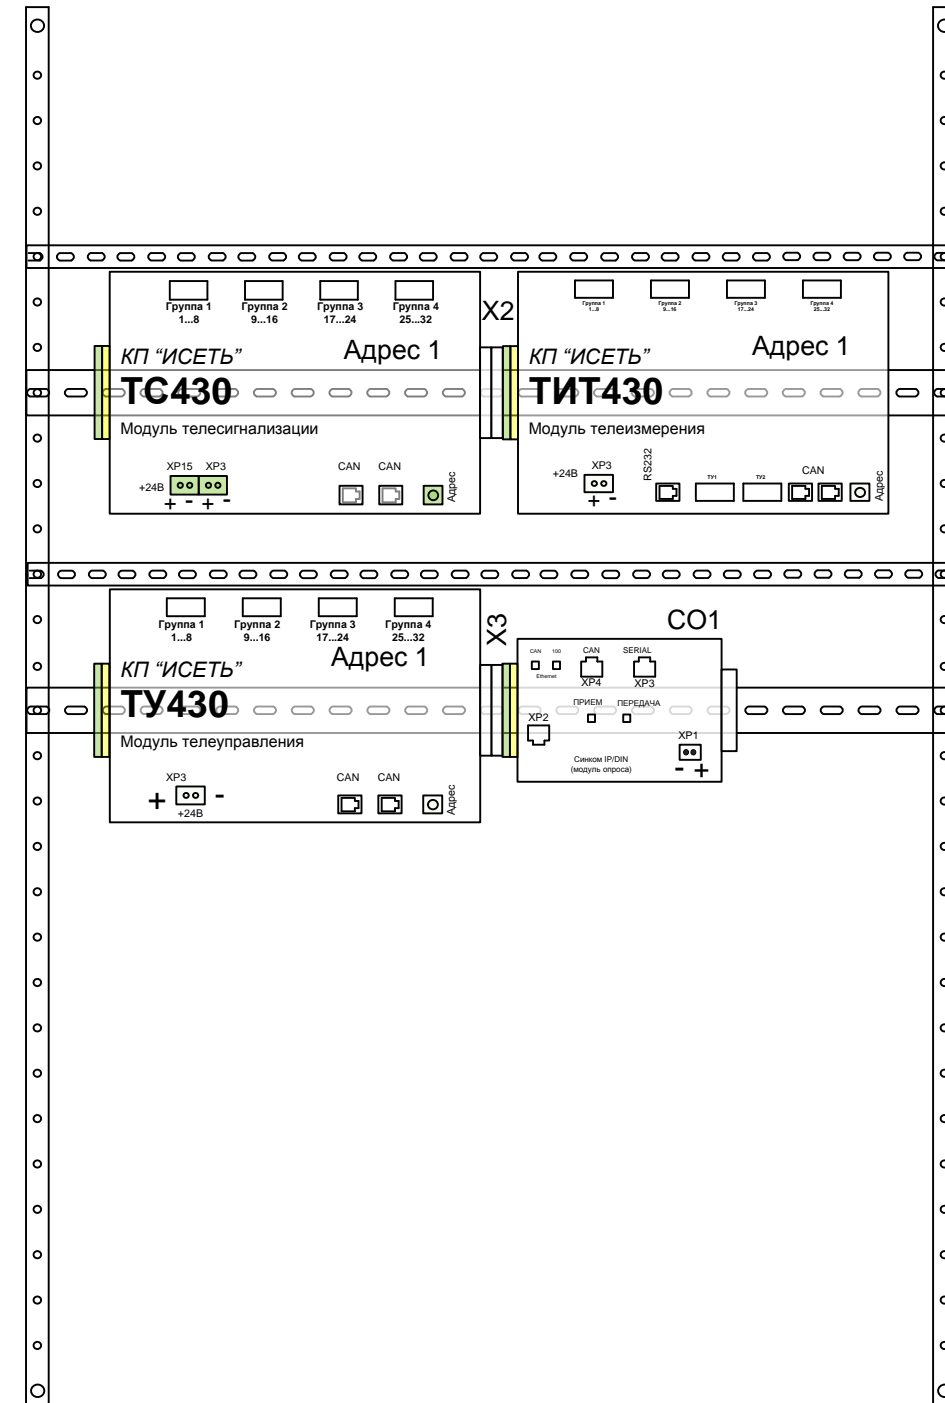 Группа 1
1...8
Группа 2
9...16
Группа 3
17...24
Группа 4
25...32
КП “ИСЕТЬ”
Адрес 1
ТС430
Модуль телесигнализации
XP15 XP3
+24В
+ - + -
CAN CAN
Адрес
X2
Группа 1
1...8
Группа 2
9...16
Группа 3
17...24
Группа 4
25...32
КП “ИСЕТЬ”
Адрес 1
ТИТ430
Модуль телеизмерения
+24В
XP3
+ -
RS232
ТУ1
ТУ2
CAN
Адрес
Группа 1
1...8
Группа 2
9...16
Группа 3
17...24
Группа 4
25...32
КП “ИСЕТЬ”
Адрес 1
ТУ430
Модуль телеуправления
XP3
+ -
+24В
CAN CAN
Адрес
X3
CO1
CAN 100
Ethernet
CAN
XP4
SERIAL
XP3
ПРИЕМ ПЕРЕДАЧА
XP2
XP1
- +
Синком IP/DIN
(модуль опроса)